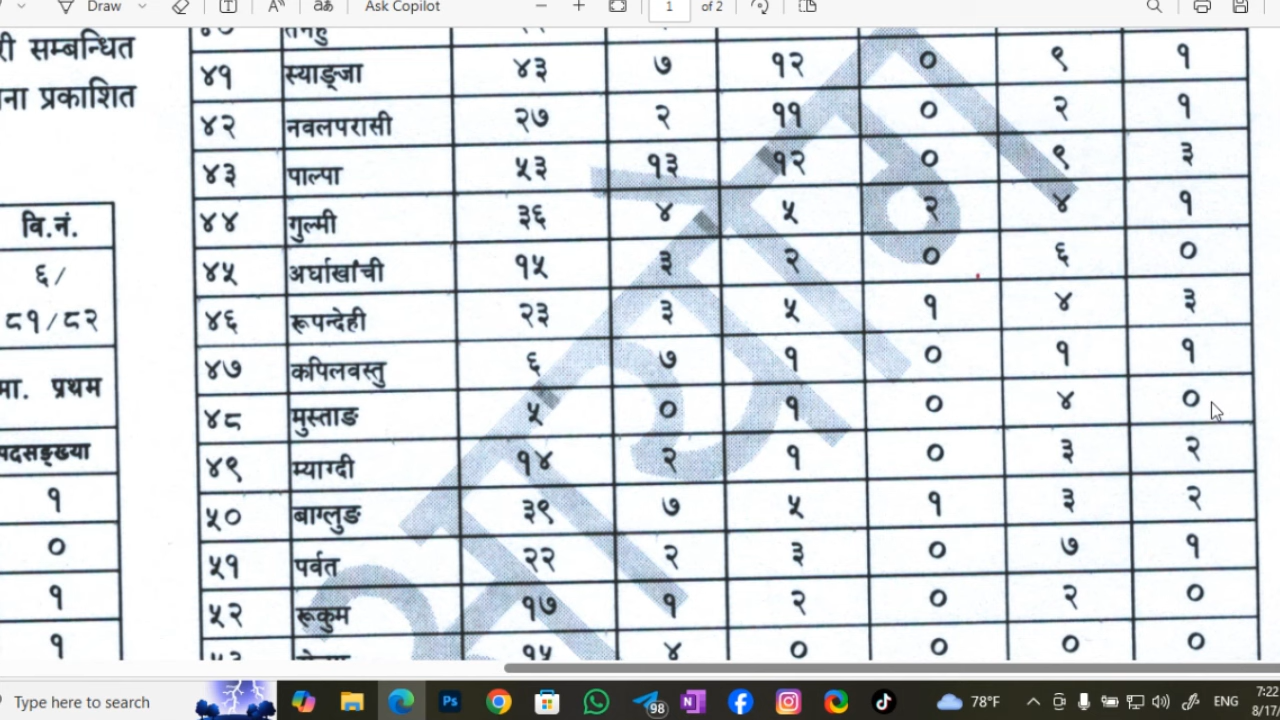 Draw
Ask Copilot
1 of 2
री सम्बन्धित
ना प्रकाशित
वि.नं.
६/
८१/८२
मा. प्रथम
पदसङ्ख्या
१
०
१
१
४१ स्याङ्जा ४३ ७ १२ ० ९ १
४२ नवलपरासी २७ २ ११ ० २ १
४३ पाल्पा ५३ १३ १२ ० ९ ३
४४ गुल्मी ३६ ४ ५ २ ४ १
४५ अर्घाखाँची १५ ३ २ ० ६ ०
४६ रूपन्देही २३ ३ ५ १ ४ ३
४७ कपिलवस्तु ६ ७ १ ० १ १
४८ मुस्ताङ ५ ० १ ० ४ ०
४९ म्याग्दी १४ २ १ ० ३ २
५० बाग्लुङ ३९ ७ ५ १ ३ २
५१ पर्वत २२ २ ३ ० ७ १
५२ रूकुम १७ १ २ ० २ ०
१५ ४ ० ० ० ०
Type here to search
98
78°F
ENG
7:22
8/17/